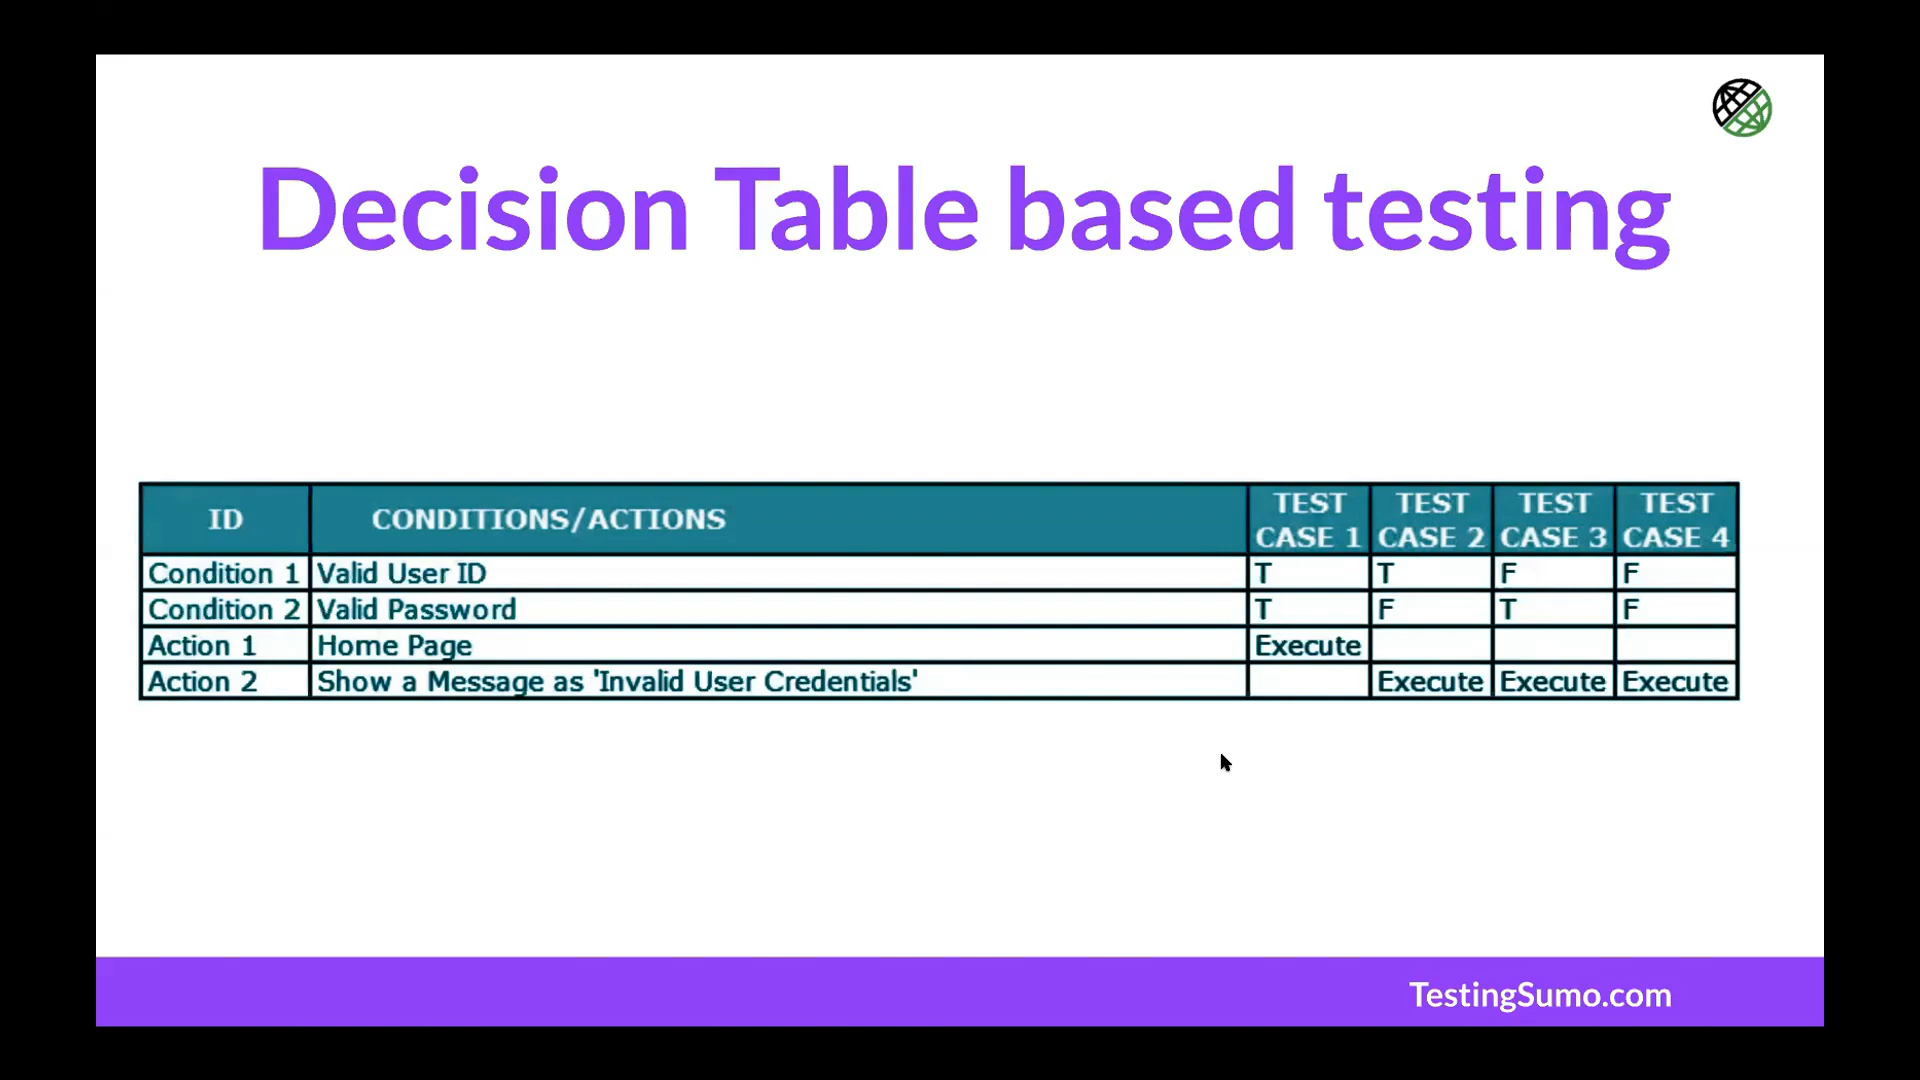 Decision Table based testing
ID CONDITIONS/ACTIONS TEST CASE 1 TEST CASE 2 TEST CASE 3 TEST CASE 4
Condition 1 Valid User ID T T F F
Condition 2 Valid Password T F T F
Action 1 Home Page Execute
Action 2 Show a Message as 'Invalid User Credentials' Execute Execute Execute
TestingSumo.com